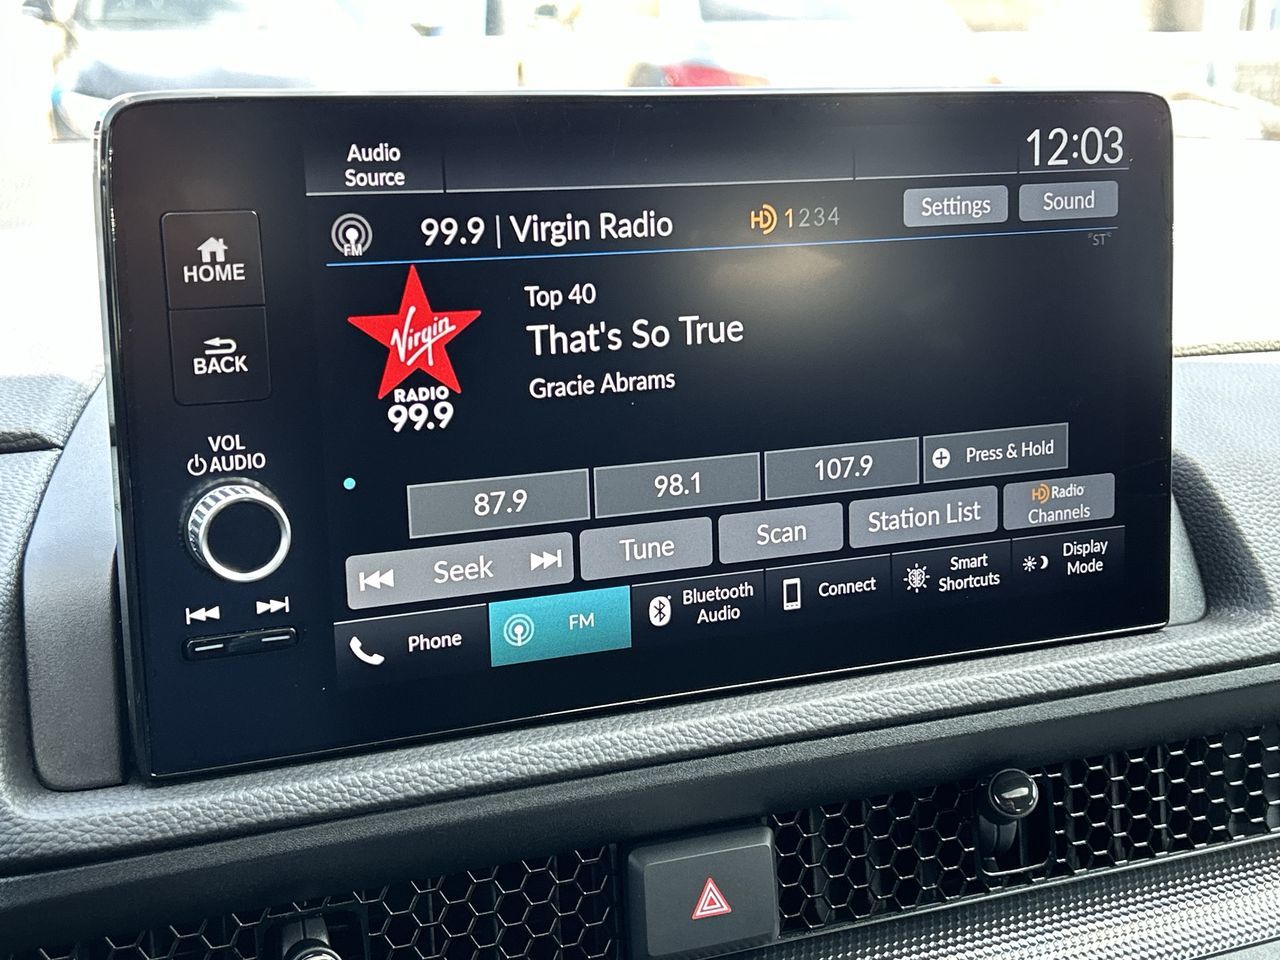 Audio
Source
12:03
FM
99.9 | Virgin Radio
HD 1234
Settings
Sound
ST
HOME
BACK
VOL
AUDIO
Virgin
RADIO
99.9
Top 40
That's So True
Gracie Abrams
87.9
98.1
107.9
Press & Hold
Seek
Tune
Scan
Station List
HD Radio
Channels
Phone
FM
Bluetooth
Audio
Connect
Smart
Shortcuts
Display
Mode